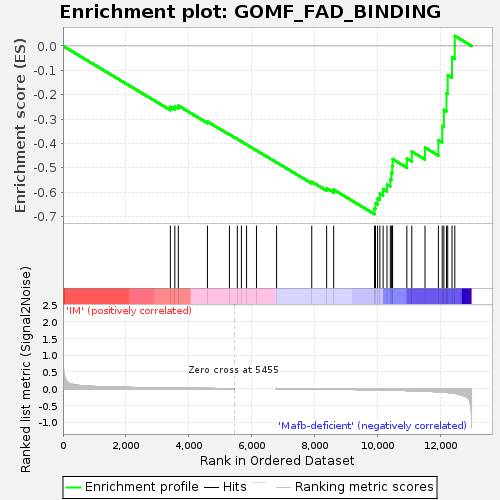 Enrichment plot: GOMF_FAD_BINDING
Enrichment score (ES)
0.0
-0.1
-0.2
-0.3
-0.4
-0.5
-0.6
-0.7
'IM' (positively correlated)
Ranked list metric (Signal2Noise)
2.5
2.0
1.5
1.0
0.5
0.0
-0.5
-1.0
Zero cross at 5455
'Mafb-deficient' (negatively correlated)
0 2,000 4,000 6,000 8,000 10,000 12,000
Rank in Ordered Dataset
Enrichment profile Hits Ranking metric scores